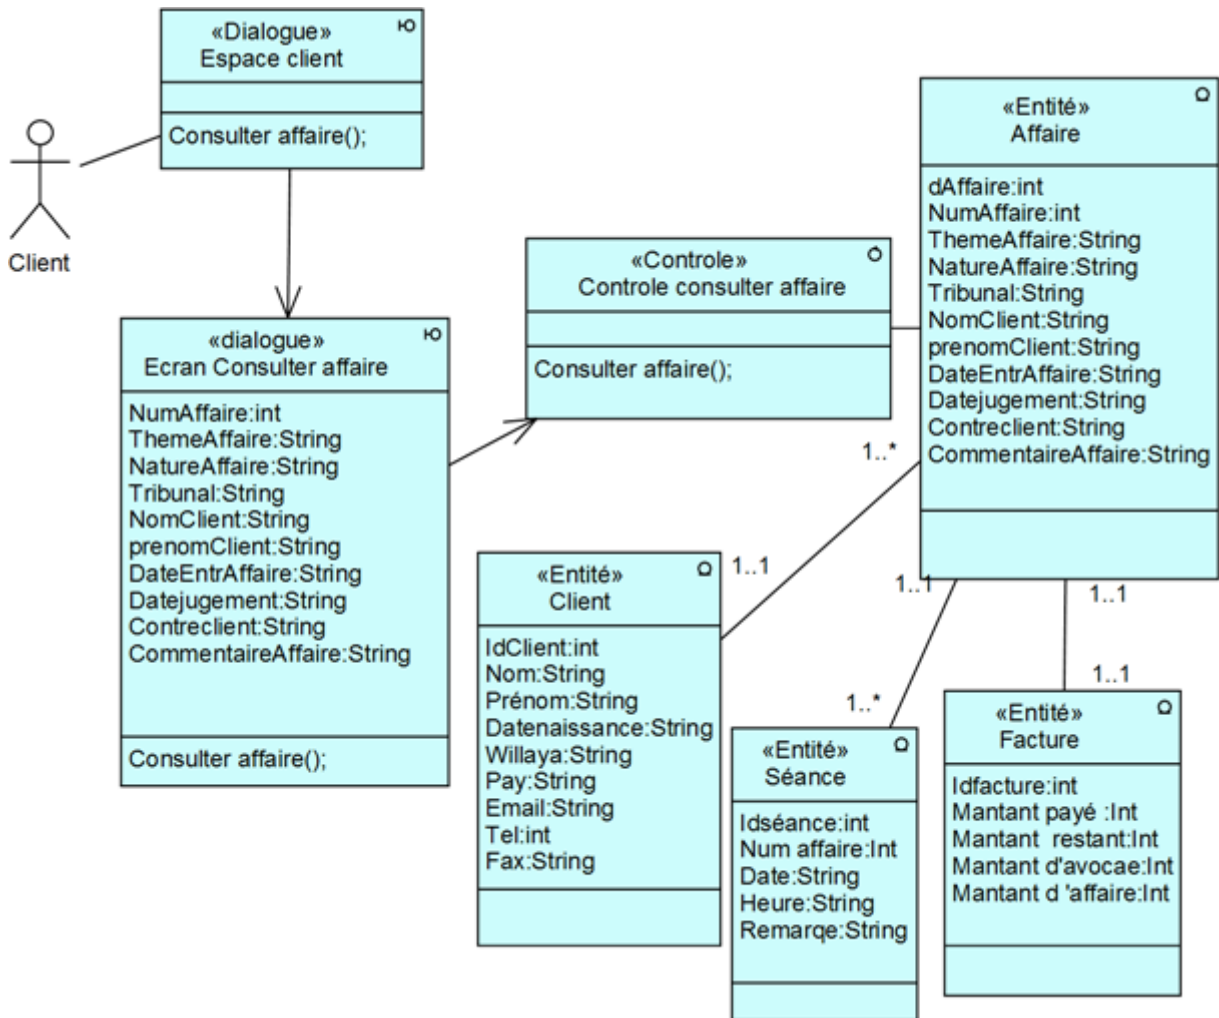 «Dialogue»
Espace client
Consulter affaire();
Client
«dialogue»
Ecran Consulter affaire
NumAffaire:int
ThemeAffaire:String
NatureAffaire:String
Tribunal:String
NomClient:String
prenomClient:String
DateEntrAffaire:String
Datejugement:String
Contreclient:String
CommentaireAffaire:String
Consulter affaire();
«Controle»
Controle consulter affaire
Consulter affaire();
«Entité»
Affaire
dAffaire:int
NumAffaire:int
ThemeAffaire:String
NatureAffaire:String
Tribunal:String
NomClient:String
prenomClient:String
DateEntrAffaire:String
Datejugement:String
Contreclient:String
CommentaireAffaire:String
1..*
1..1
1..1
1..*
1..1
1..1
«Entité»
Client
IdClient:int
Nom:String
Prénom:String
Datenaissance:String
Willaya:String
Pay:String
Email:String
Tel:int
Fax:String
«Entité»
Séance
Idséance:int
Num affaire:Int
Date:String
Heure:String
Remarqe:String
«Entité»
Facture
Idfacture:int
Mantant payé :Int
Mantant restant:Int
Mantant d'avocae:Int
Mantant d 'affaire:Int